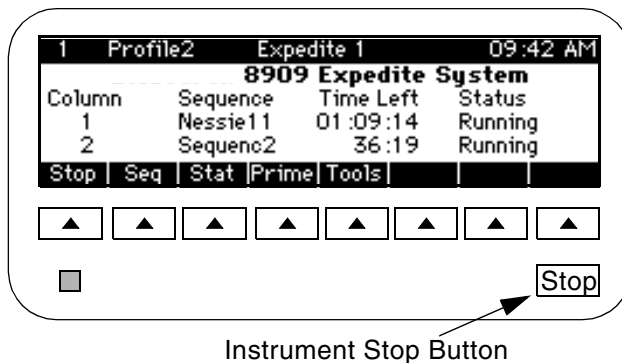 1 Profile2 Expedite 1 09:42 AM
8909 Expedite System
Column Sequence Time Left Status
1 Nessie11 01:09:14 Running
2 Sequenc2 36:19 Running
Stop Seq Stat Prime Tools
Stop
Instrument Stop Button